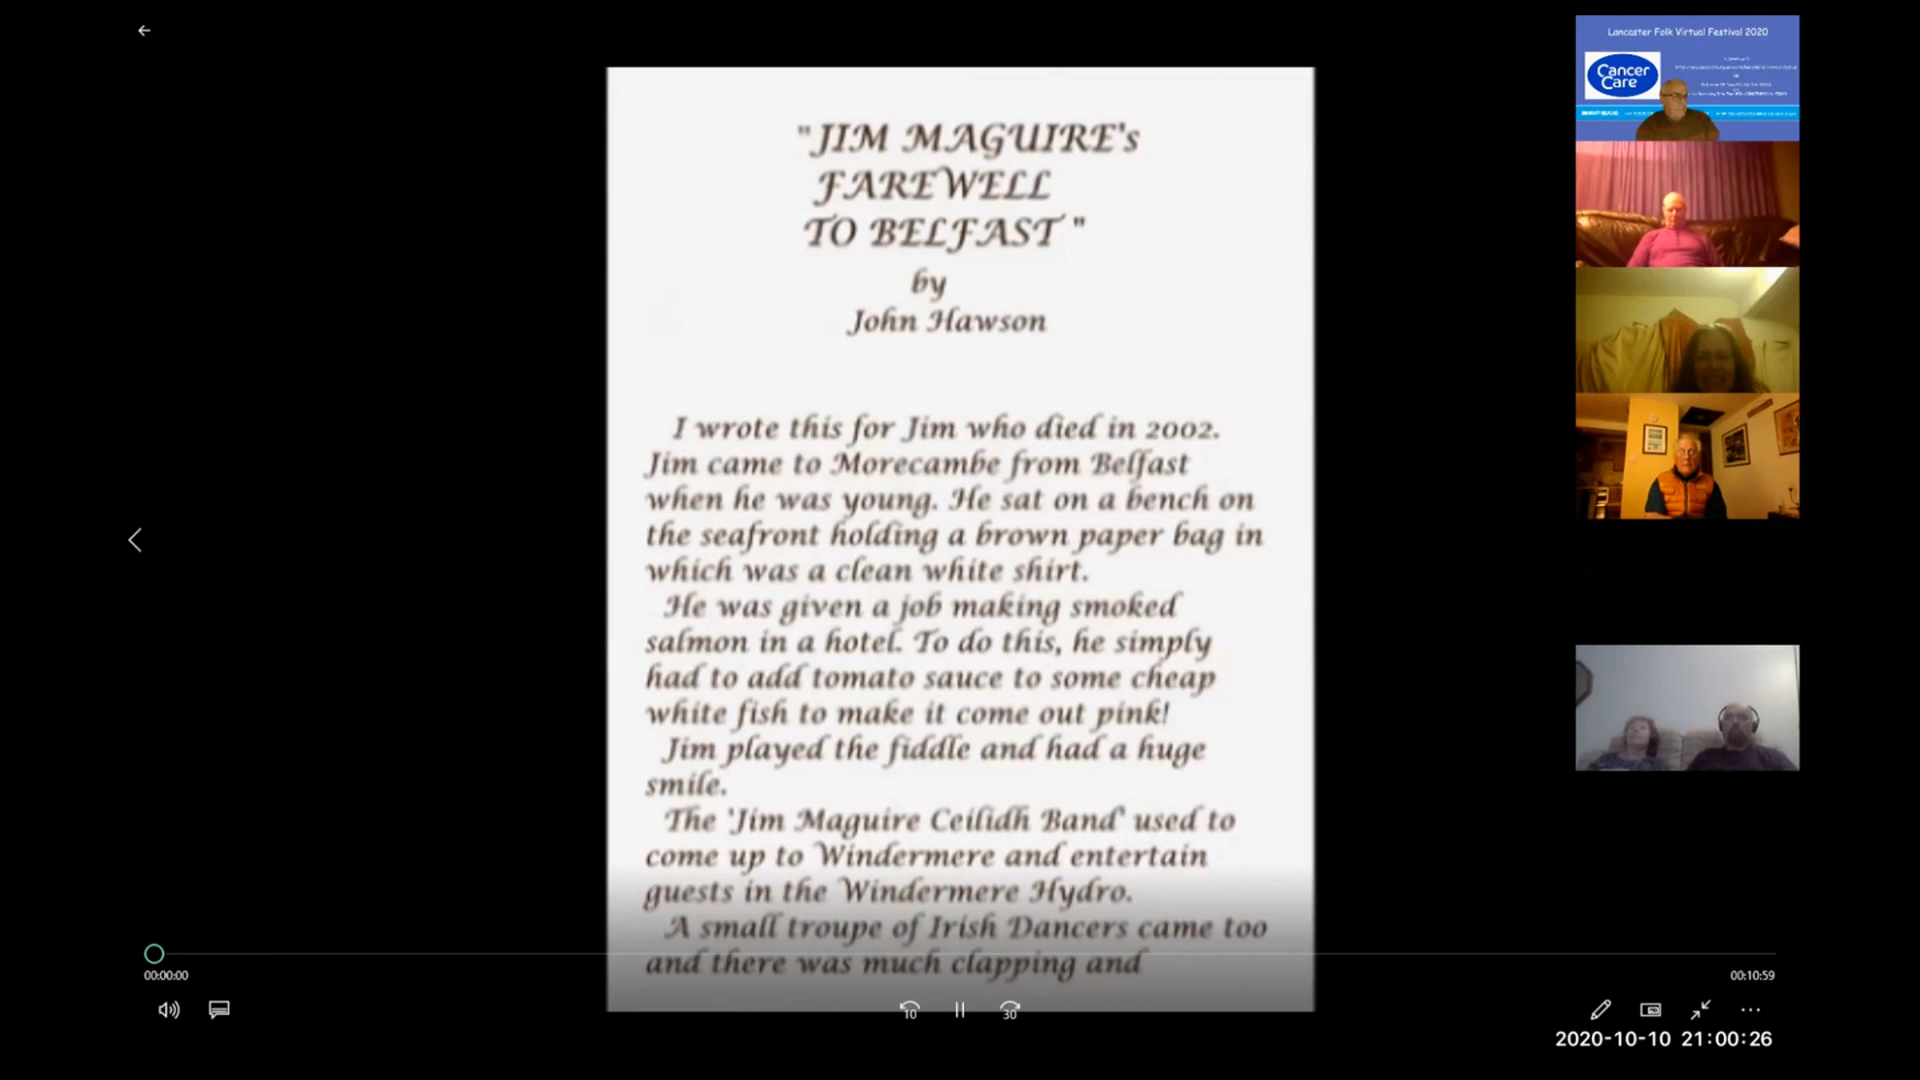 Lancaster Folk Virtual Festival 2020
Cancer
Care
"JIM MAGUIRE's
FAREWELL
TO BELFAST "
by
John Hawson
I wrote this for Jim who died in 2002.
Jim came to Morecambe from Belfast
when he was young. He sat on a bench on
the seafront holding a brown paper bag in
which was a clean white shirt.
He was given a job making smoked
salmon in a hotel. To do this, he simply
had to add tomato sauce to some cheap
white fish to make it come out pink!
Jim played the fiddle and had a huge
smile.
The 'Jim Maguire Ceilidh Band' used to
come up to Windermere and entertain
guests in the Windermere Hydro.
A small troupe of Irish Dancers came too
and there was much clapping and
00:00:00
00:10:59
10
30
2020-10-10 21:00:26